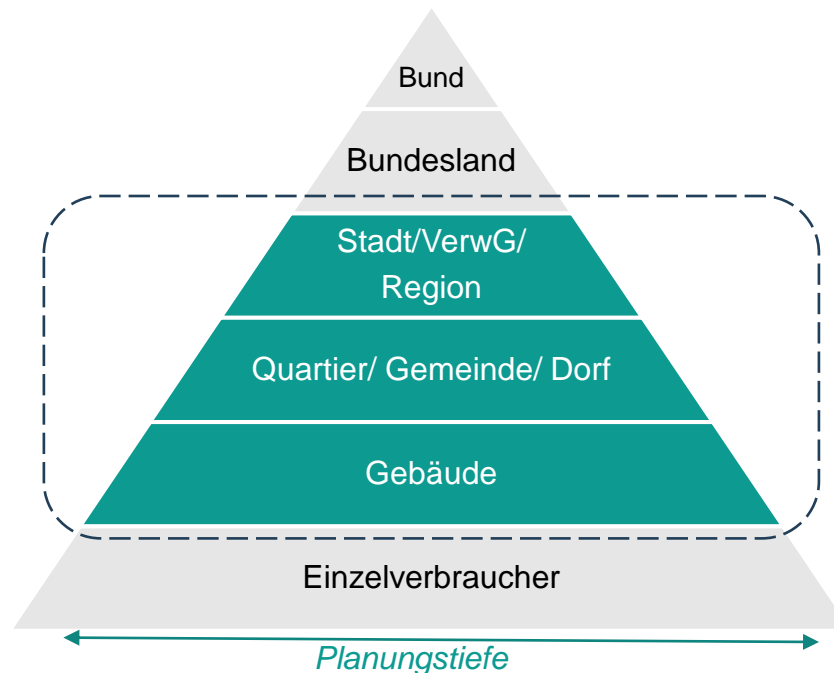 Bund
Bundesland
Stadt/VerwG/
Region
Quartier/ Gemeinde/ Dorf
Gebäude
Einzelverbraucher
Planungstiefe